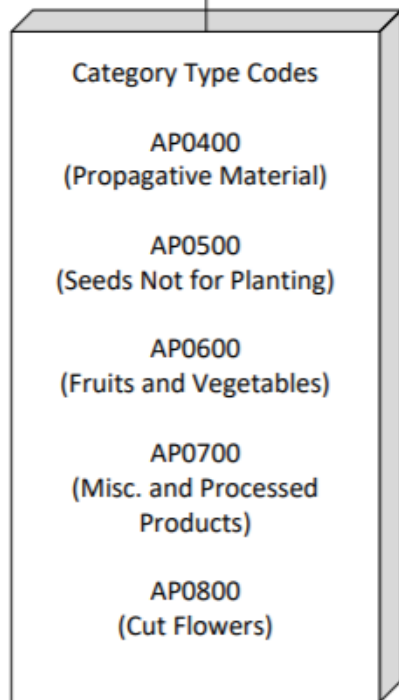 Category Type Codes
AP0400
(Propagative Material)
AP0500
(Seeds Not for Planting)
AP0600
(Fruits and Vegetables)
AP0700
(Misc. and Processed
Products)
AP0800
(Cut Flowers)